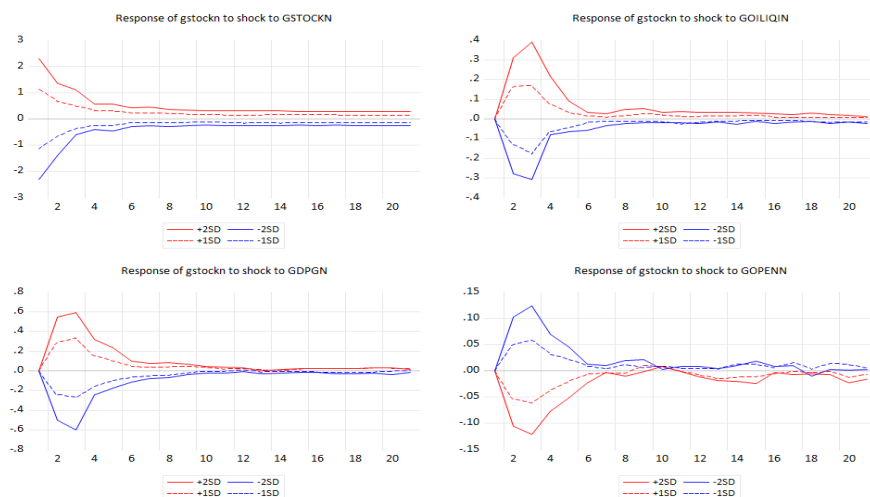 Response of gstockn to shock to GSTOCKN
3
2
1
0
-1
-2
-3
2 4 6 8 10 12 14 16 18 20
+2SD -2SD
+1SD -1SD
Response of gstockn to shock to GOILIQIN
.4
.3
.2
.1
.0
-.1
-.2
-.3
-.4
2 4 6 8 10 12 14 16 18 20
+2SD -2SD
+1SD -1SD
Response of gstockn to shock to GDPGN
.8
.6
.4
.2
.0
-.2
-.4
-.6
-.8
2 4 6 8 10 12 14 16 18 20
+2SD -2SD
+1SD -1SD
Response of gstockn to shock to GOPENN
.15
.10
.05
.00
-.05
-.10
-.15
2 4 6 8 10 12 14 16 18 20
+2SD -2SD
+1SD -1SD